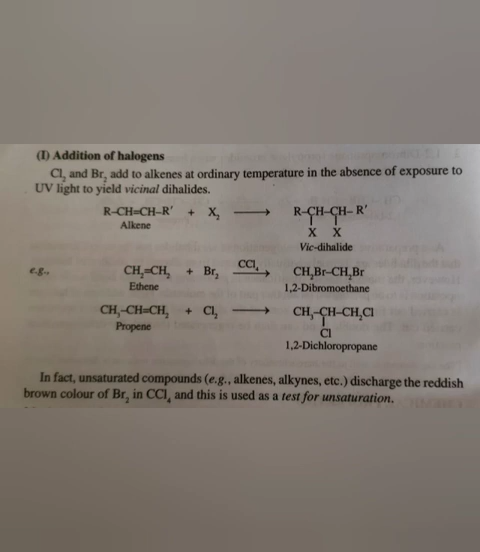 (I) Addition of halogens
Cl₂ and Br₂ add to alkenes at ordinary temperature in the absence of exposure to
UV light to yield vicinal dihalides.
R–CH=CH–R' + X₂ ⟶ R–CH–CH–R'
Alkene X X
Vic-dihalide
e.g., CH₂=CH₂ + Br₂ CCl₄ ⟶ CH₂Br–CH₂Br
Ethene 1,2-Dibromoethane
CH₃–CH=CH₂ + Cl₂ ⟶ CH₃–CH–CH₂Cl
Propene Cl
1,2-Dichloropropane
In fact, unsaturated compounds (e.g., alkenes, alkynes, etc.) discharge the reddish
brown colour of Br₂ in CCl₄ and this is used as a test for unsaturation.